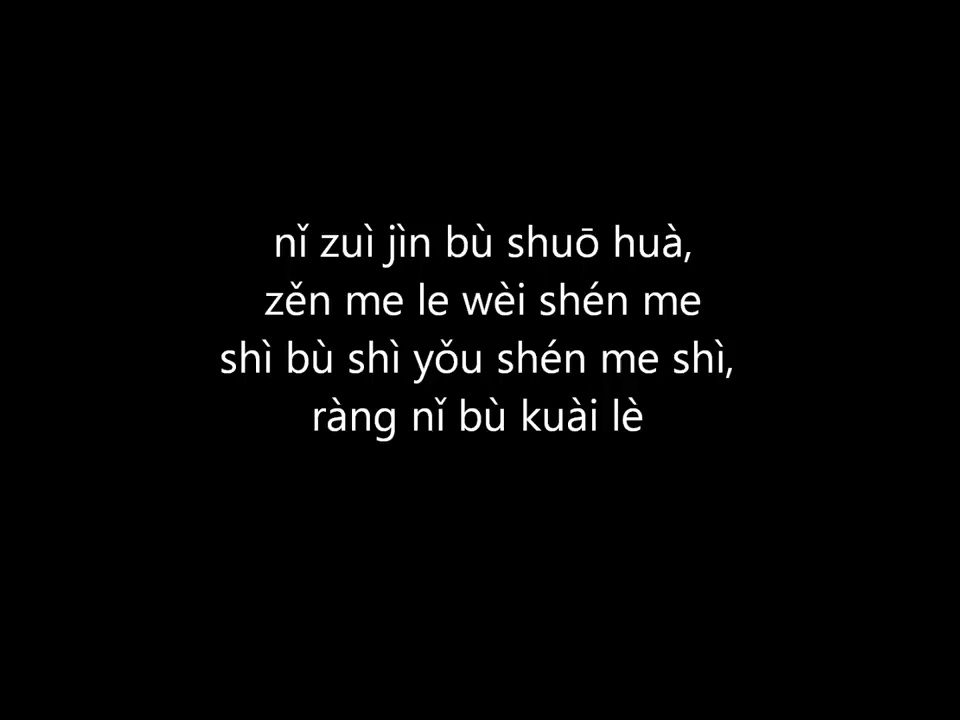 nǐ zuì jìn bù shuō huà,
zěn me le wèi shén me
shì bù shì yǒu shén me shì,
ràng nǐ bù kuài lè